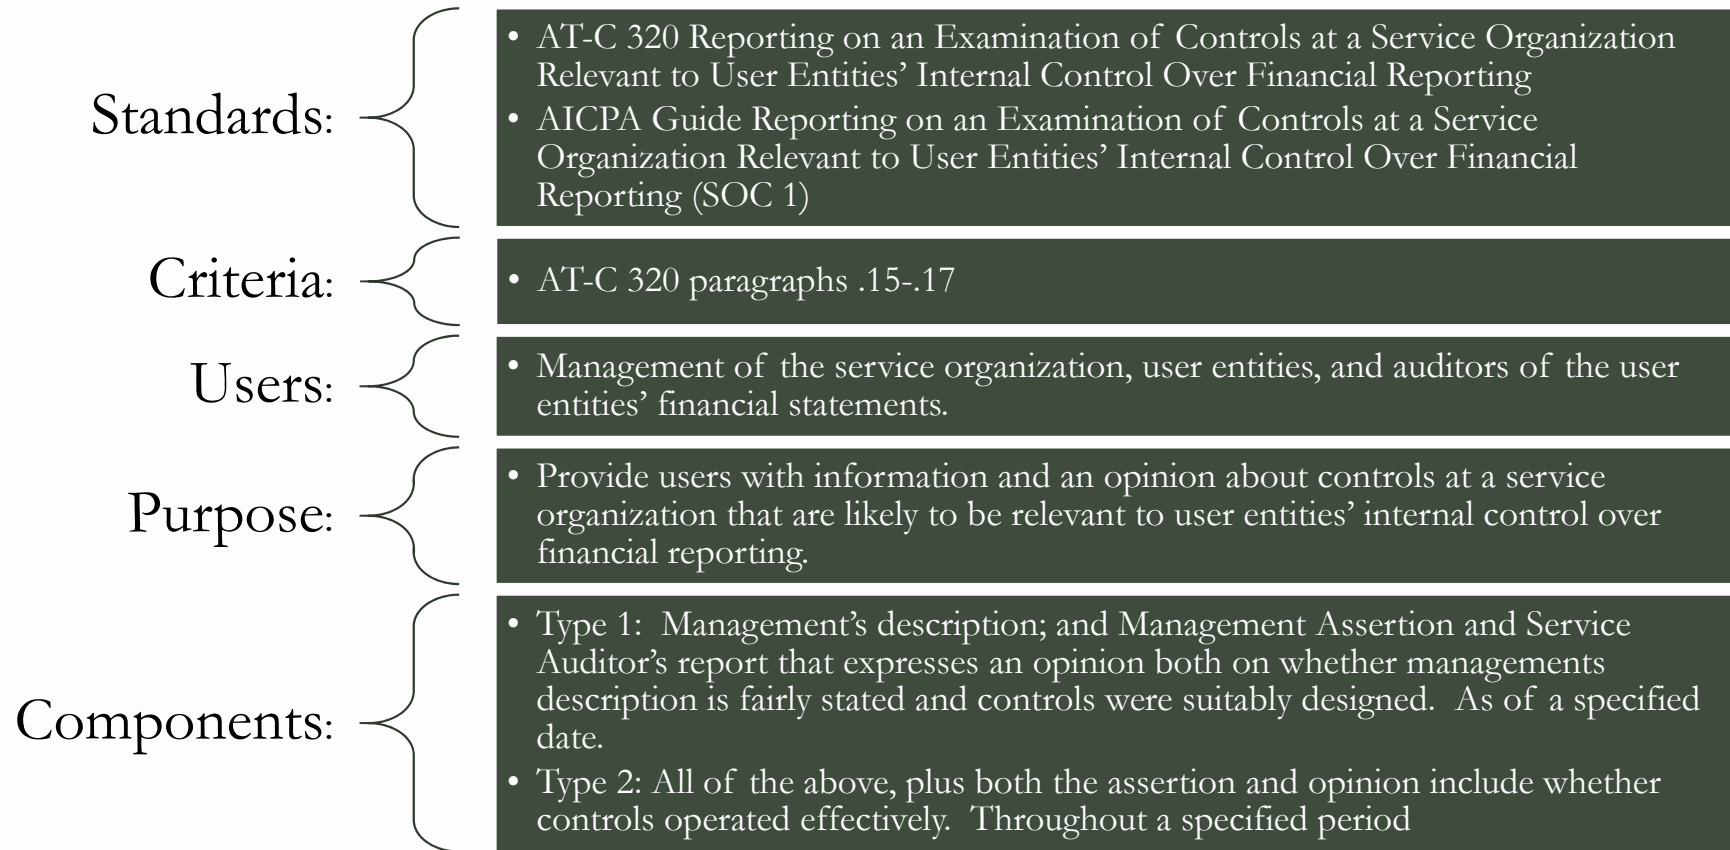 Standards:
• AT-C 320 Reporting on an Examination of Controls at a Service Organization
Relevant to User Entities’ Internal Control Over Financial Reporting
• AICPA Guide Reporting on an Examination of Controls at a Service
Organization Relevant to User Entities’ Internal Control Over Financial
Reporting (SOC 1)
Criteria:
• AT-C 320 paragraphs .15-.17
Users:
• Management of the service organization, user entities, and auditors of the user
entities’ financial statements.
Purpose:
• Provide users with information and an opinion about controls at a service
organization that are likely to be relevant to user entities’ internal control over
financial reporting.
Components:
• Type 1:  Management’s description; and Management Assertion and Service
Auditor’s report that expresses an opinion both on whether managements
description is fairly stated and controls were suitably designed.  As of a specified
date.
• Type 2: All of the above, plus both the assertion and opinion include whether
controls operated effectively.  Throughout a specified period